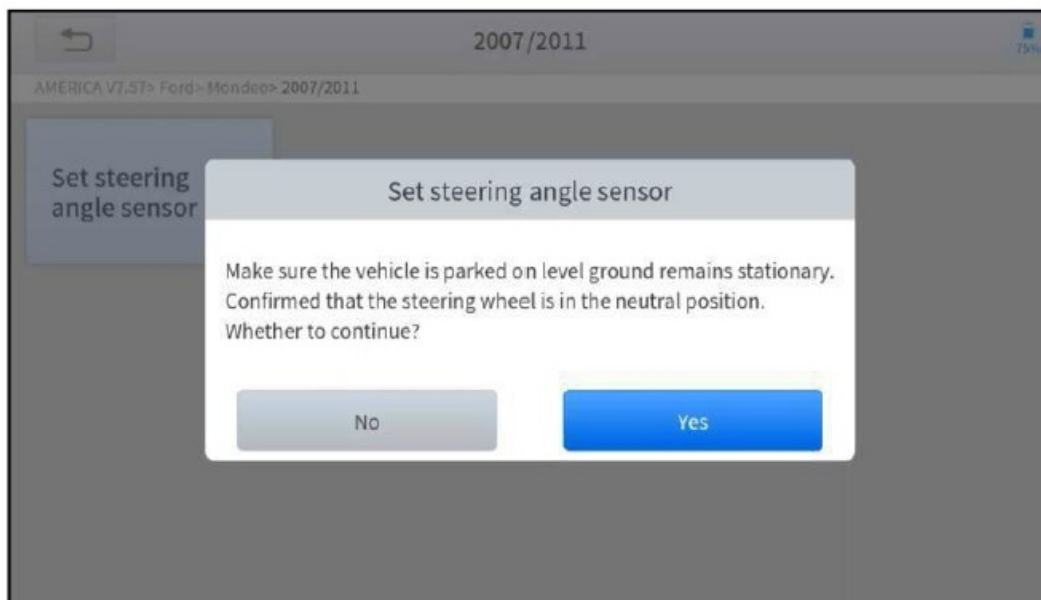 2007/2011
75%
AMERICA V7.57> Ford> Mondeo> 2007/2011
Set steering
angle sensor
Set steering angle sensor
Make sure the vehicle is parked on level ground remains stationary.
Confirmed that the steering wheel is in the neutral position.
Whether to continue?
No
Yes